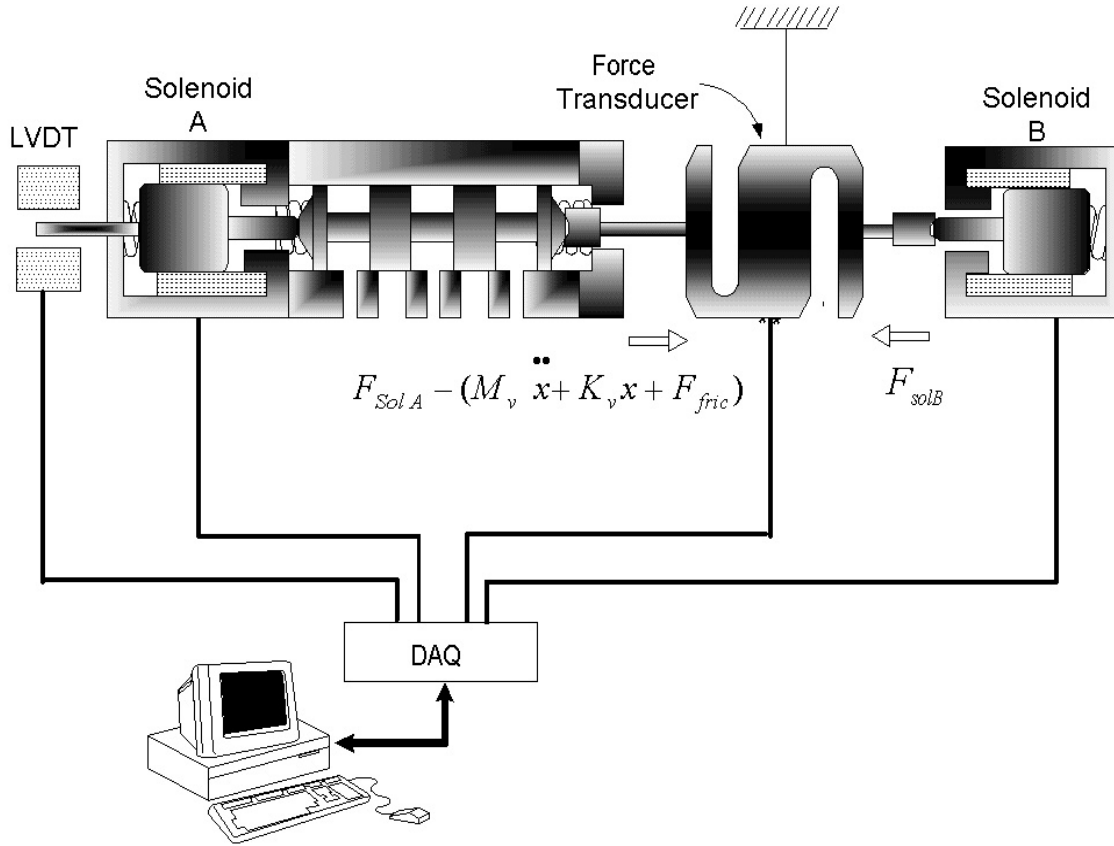 Force
Transducer
Solenoid
A
Solenoid
B
LVDT
F_{Sol A} − (M_v ẍ + K_v x + F_{fric})
F_{solB}
DAQ